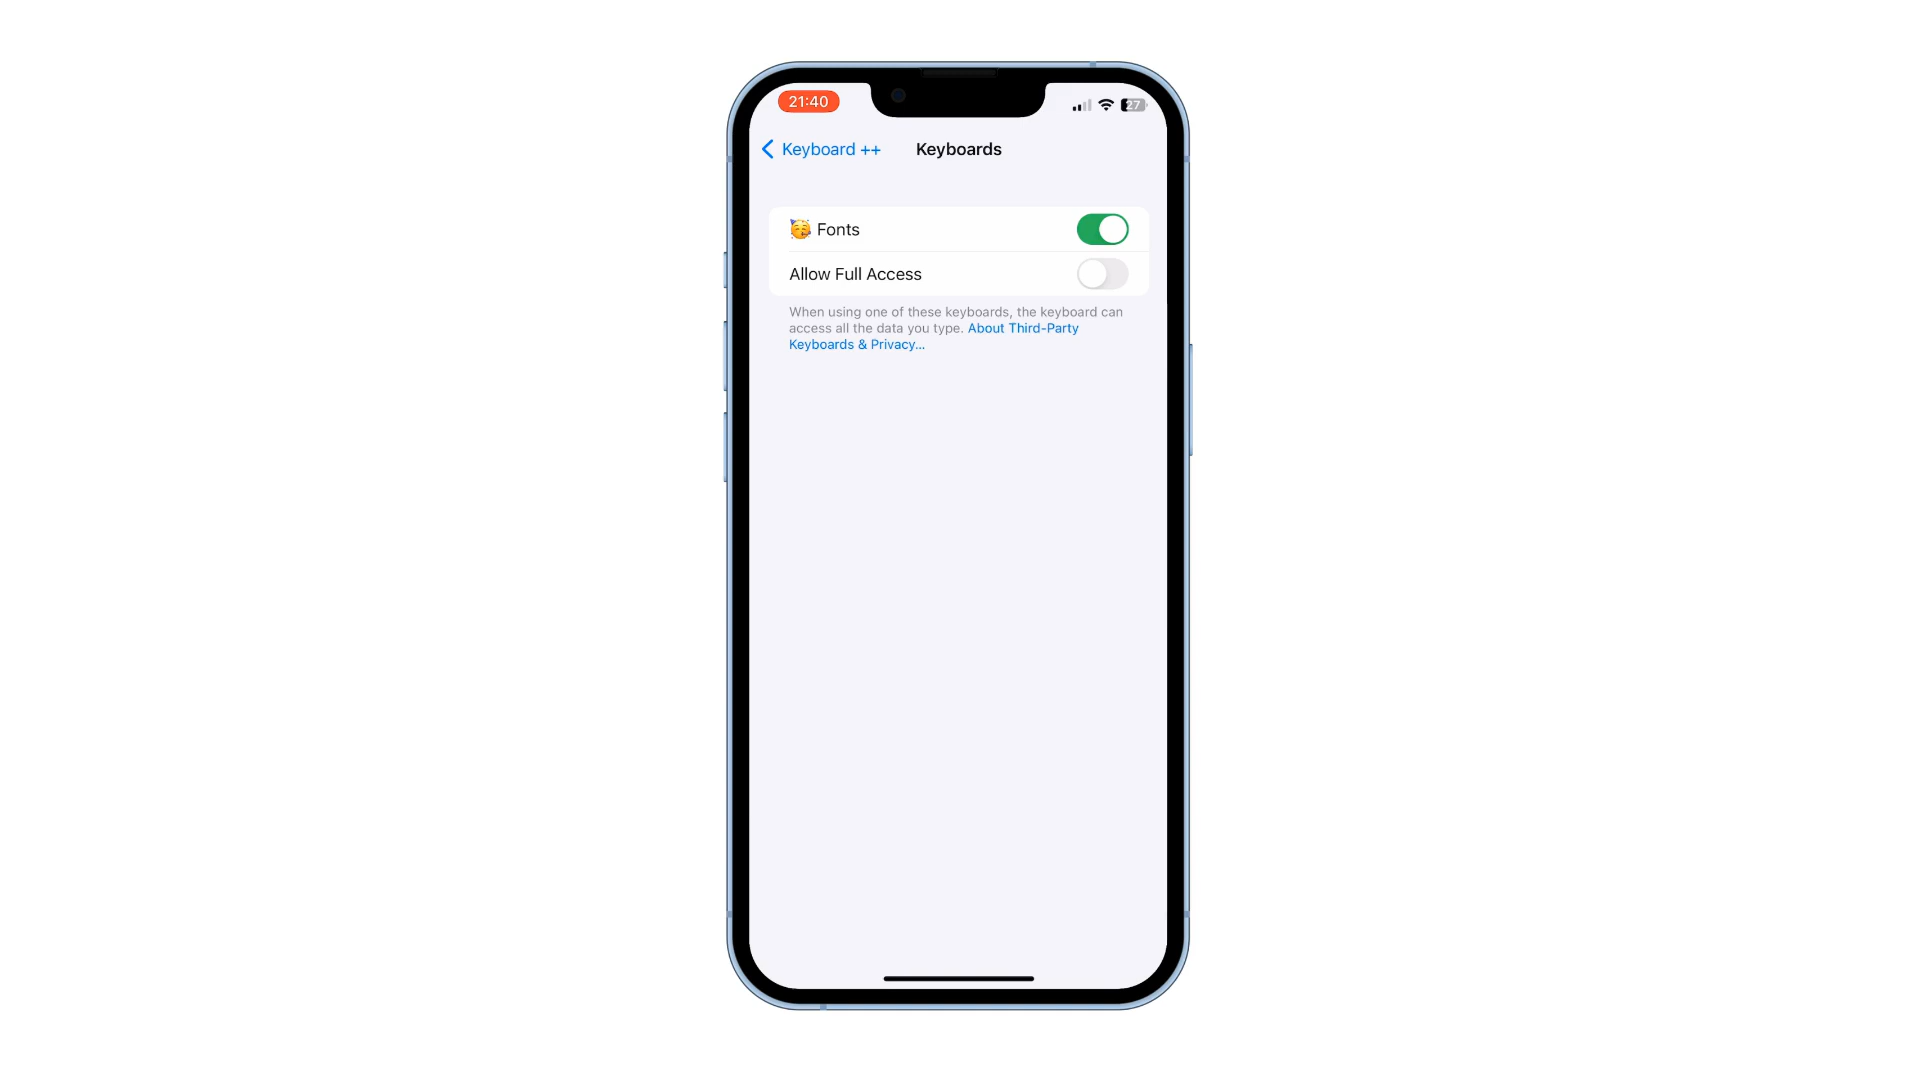 21:40
27
Keyboard ++
Keyboards
🥳 Fonts
Allow Full Access
When using one of these keyboards, the keyboard can
access all the data you type. About Third-Party
Keyboards & Privacy...